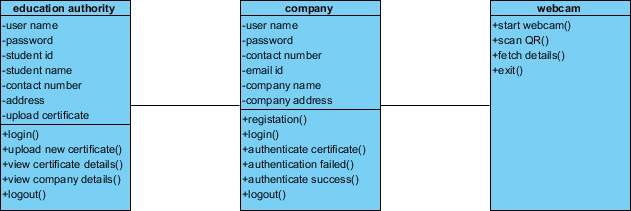 education authority
-user name
-password
-student id
-student name
-contact number
-address
-upload certificate
+login()
+upload new certificate()
+view certificate details()
+view company details()
+logout()
company
-user name
-password
-contact number
-email id
-company name
-company address
+registation()
+login()
+authenticate certificate()
+authentication failed()
+authenticate success()
+logout()
webcam
+start webcam()
+scan QR()
+fetch details()
+exit()